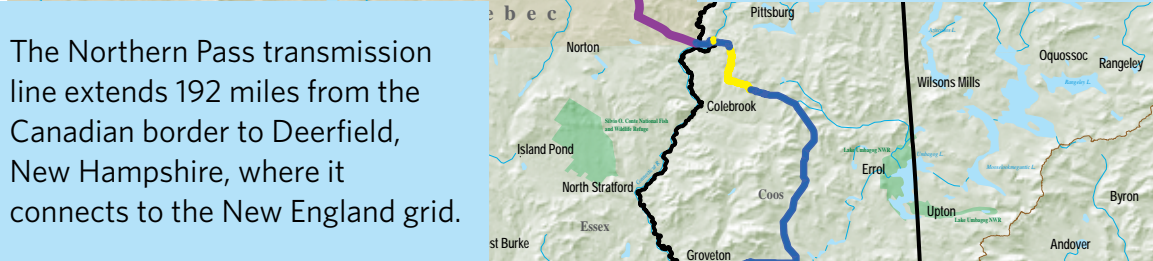 The Northern Pass transmission
line extends 192 miles from the
Canadian border to Deerfield,
New Hampshire, where it
connects to the New England grid.
ebec
Pittsburg
Norton
Oquossoc
Rangeley
Wilsons Mills
Rangeley L.
Colebrook
Silvio O. Conte National Fish
and Wildlife Refuge
Island Pond
Lake Umbagog NWR
Umbagog L.
Errol
North Stratford
Coos
Byron
Upton
Lake Umbagog NWR
Essex
st Burke
Andover
Groveton